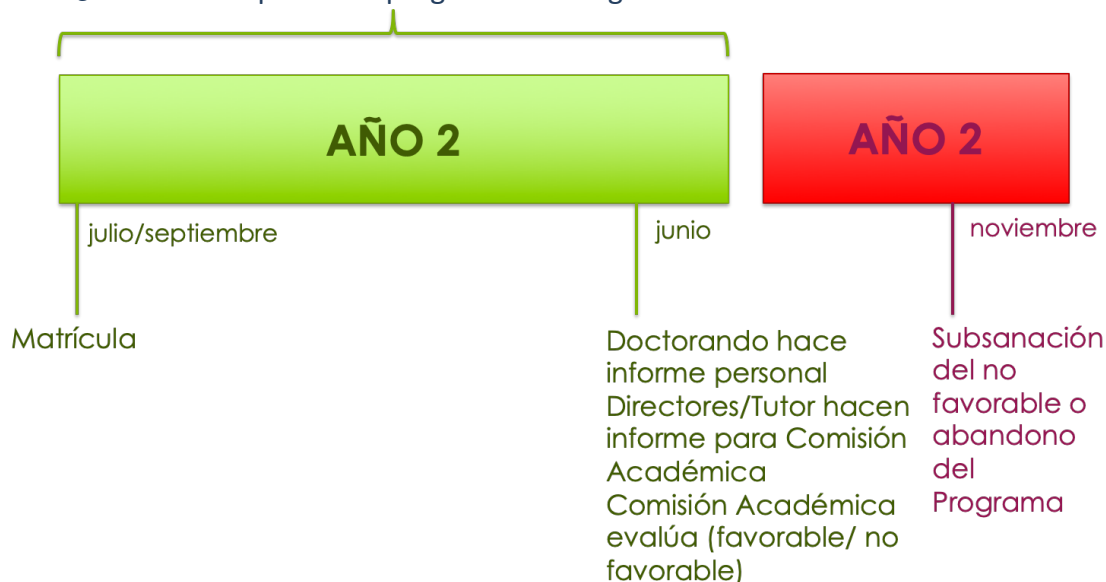 AÑO 2
AÑO 2
julio/septiembre
junio
noviembre
Matrícula
Doctorando hace
informe personal
Directores/Tutor hacen
informe para Comisión
Académica
Comisión Académica
evalúa (favorable/ no
favorable)
Subsanación
del no
favorable o
abandono
del
Programa